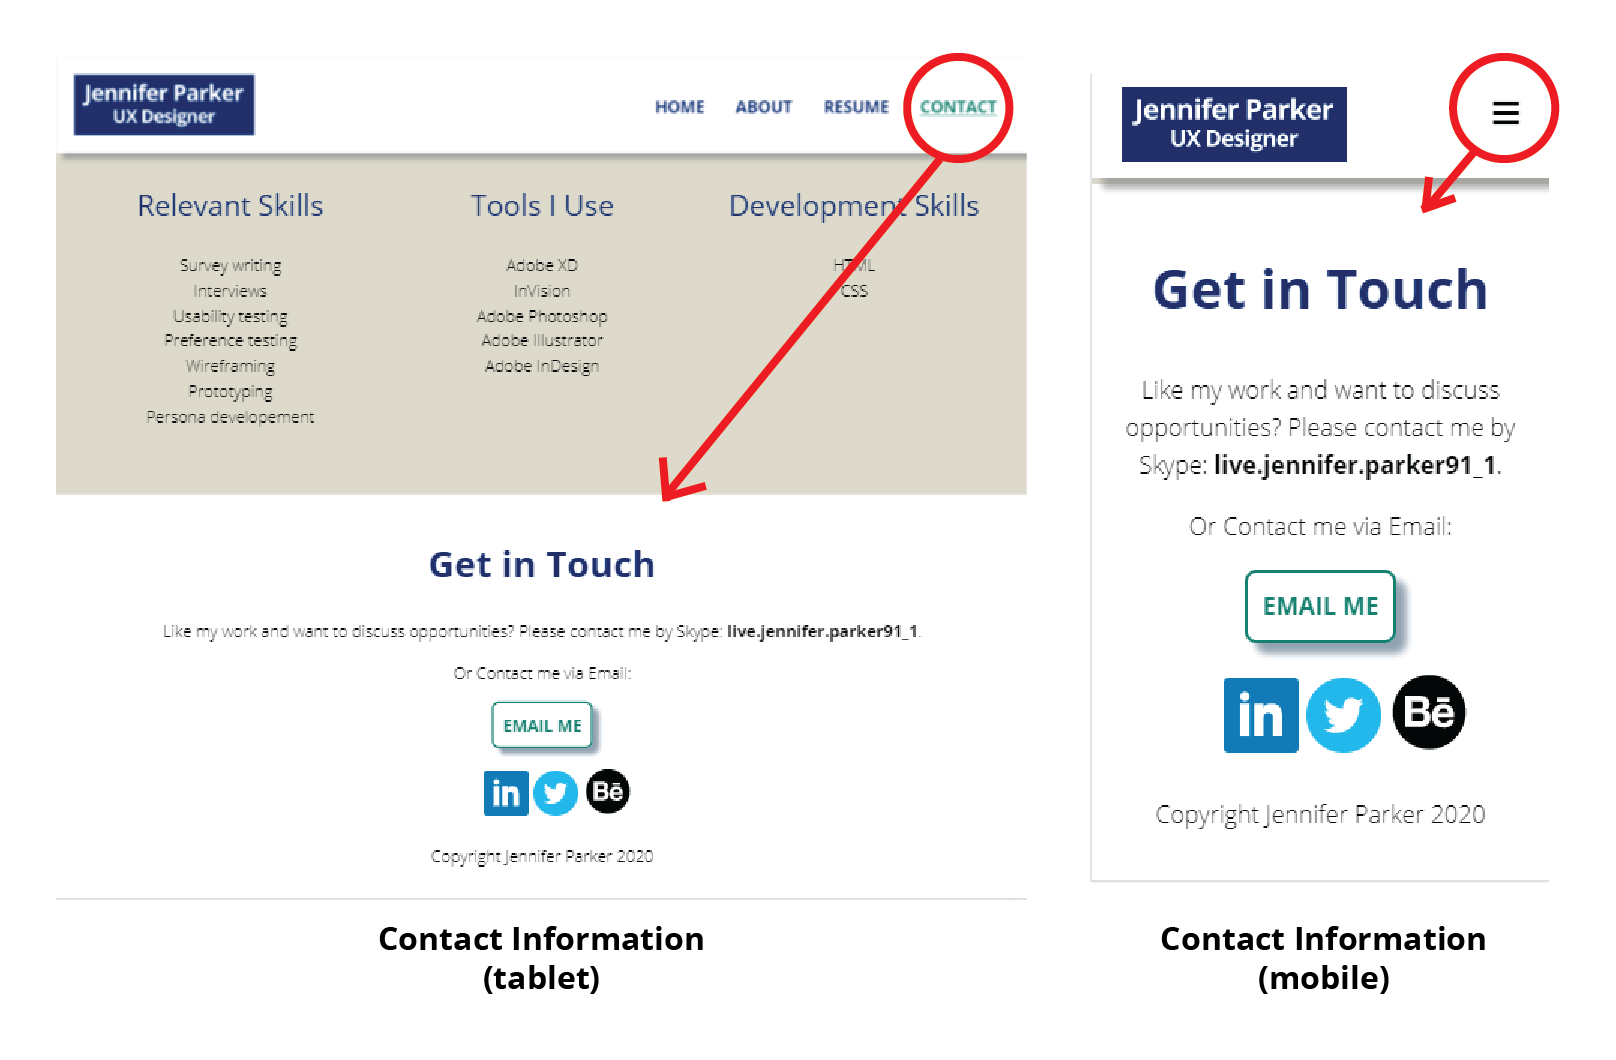 Jennifer Parker
UX Designer
HOME ABOUT RESUME CONTACT
Relevant Skills
Survey writing
Interviews
Usability testing
Preference testing
Wireframing
Prototyping
Persona developement
Tools I Use
Adobe XD
InVision
Adobe Photoshop
Adobe Illustrator
Adobe InDesign
Development Skills
HTML
CSS
Get in Touch
Like my work and want to discuss opportunities? Please contact me by Skype: live.jennifer.parker91_1.
Or Contact me via Email:
EMAIL ME
in
Bē
Copyright Jennifer Parker 2020
Contact Information
(tablet)
Jennifer Parker
UX Designer
Get in Touch
Like my work and want to discuss
opportunities? Please contact me by
Skype: live.jennifer.parker91_1.
Or Contact me via Email:
EMAIL ME
in
Bē
Copyright Jennifer Parker 2020
Contact Information
(mobile)